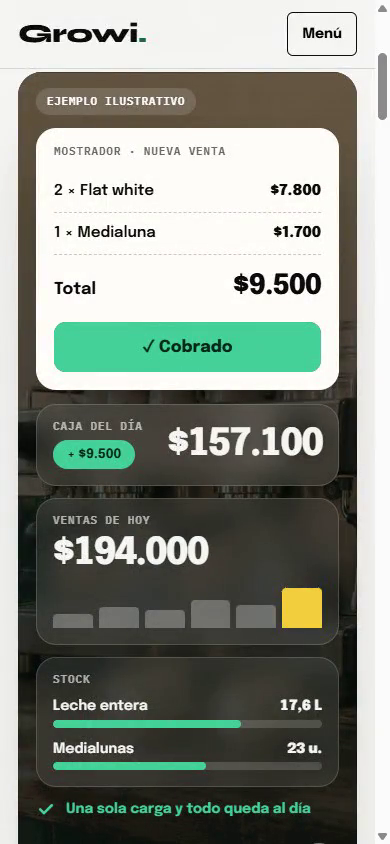 Growi.
Menú
EJEMPLO ILUSTRATIVO
MOSTRADOR · NUEVA VENTA
2 × Flat white $7.800
1 × Medialuna $1.700
Total $9.500
✓ Cobrado
CAJA DEL DÍA
+ $9.500
$157.100
VENTAS DE HOY
$194.000
STOCK
Leche entera 17,6 L
Medialunas 23 u.
✓ Una sola carga y todo queda al día